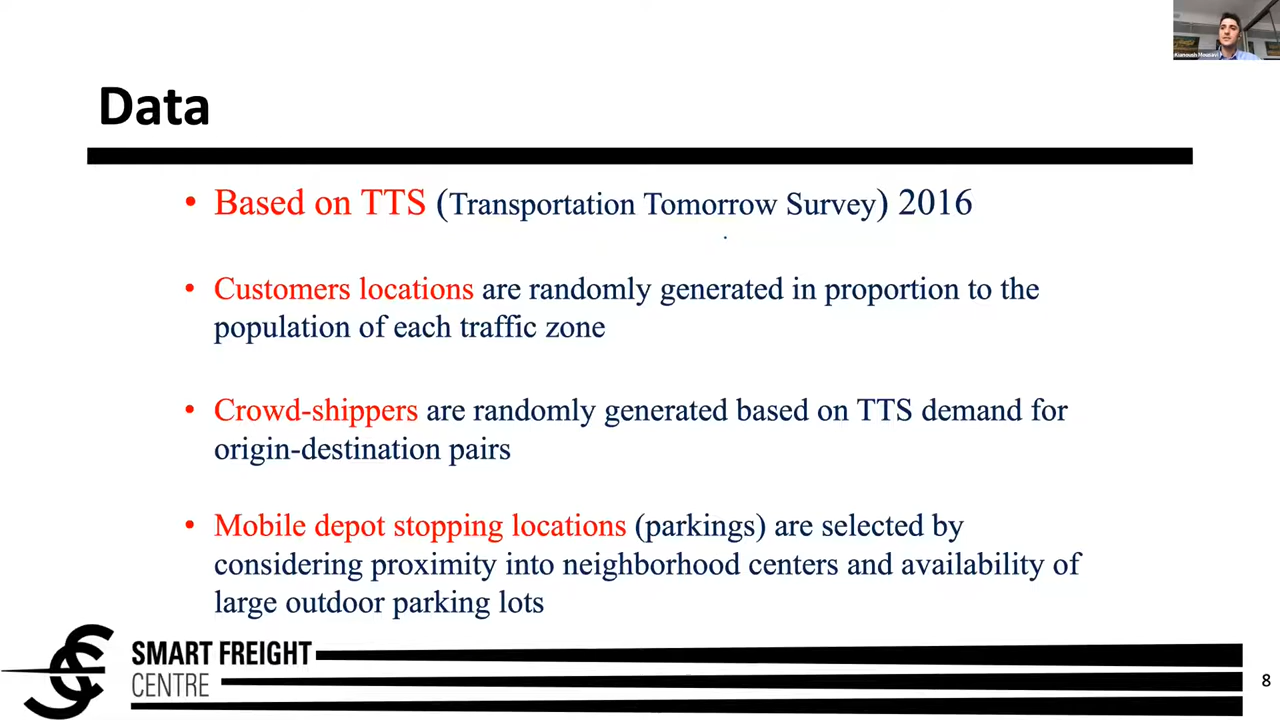 Kianoush Mousavi
Data
• Based on TTS (Transportation Tomorrow Survey) 2016
• Customers locations are randomly generated in proportion to the
population of each traffic zone
• Crowd-shippers are randomly generated based on TTS demand for
origin-destination pairs
• Mobile depot stopping locations (parkings) are selected by
considering proximity into neighborhood centers and availability of
large outdoor parking lots
SMART FREIGHT
CENTRE
8